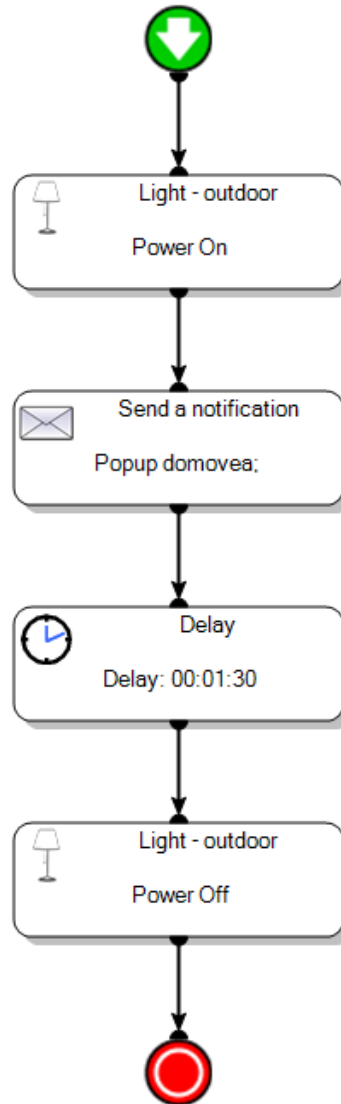 Light - outdoor
Power On
Send a notification
Popup domovea;
Delay
Delay: 00:01:30
Light - outdoor
Power Off